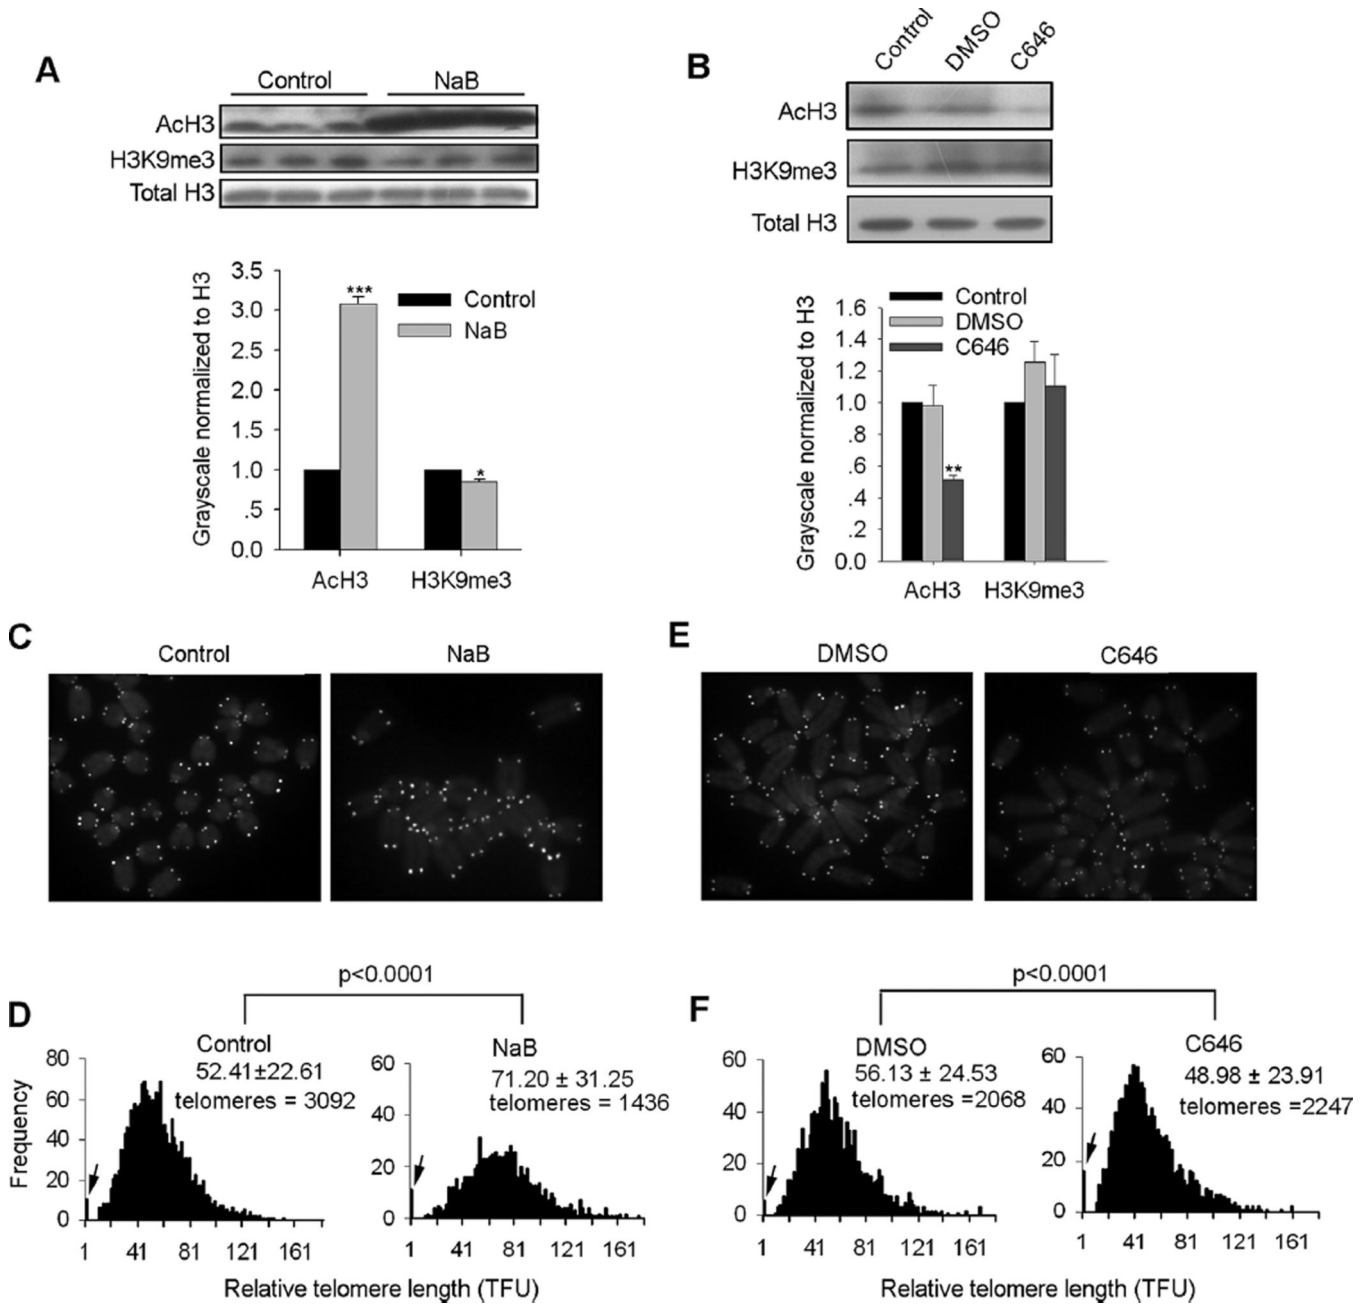 A
Control NaB
AcH3
H3K9me3
Total H3
Grayscale normalized to H3
3.5
3.0
2.5
2.0
1.5
1.0
.5
0.0
***
*
Control
NaB
AcH3 H3K9me3
B
Control DMSO C646
AcH3
H3K9me3
Total H3
Grayscale normalized to H3
1.6
1.4
1.2
1.0
.8
.6
.4
.2
0.0
**
Control
DMSO
C646
AcH3 H3K9me3
C
Control NaB
E
DMSO C646
D
p<0.0001
Control
52.41±22.61
telomeres = 3092
Frequency
80
60
40
20
0
1 41 81 121 161
NaB
71.20 ± 31.25
telomeres = 1436
60
40
20
0
1 41 81 121 161
Relative telomere length (TFU)
F
p<0.0001
DMSO
56.13 ± 24.53
telomeres =2068
60
40
20
0
1 41 81 121 161
C646
48.98 ± 23.91
telomeres =2247
60
40
20
0
1 41 81 121 161
Relative telomere length (TFU)